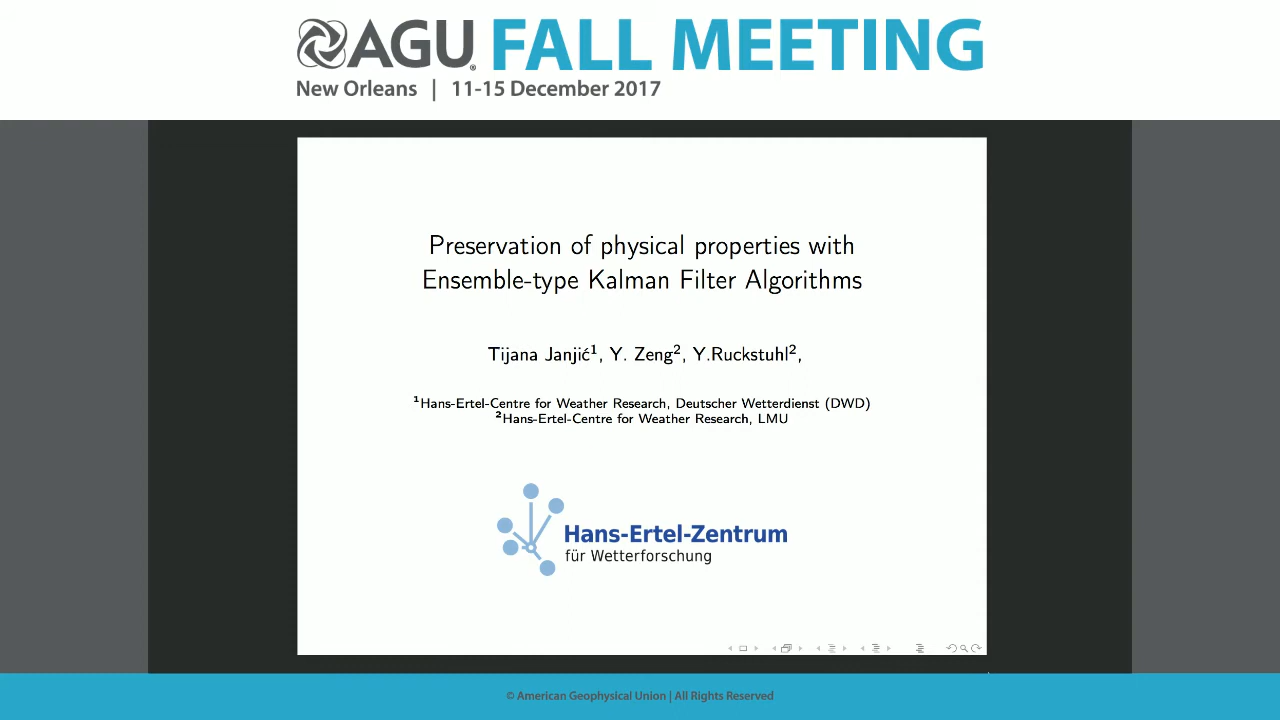 AGU FALL MEETING
New Orleans | 11-15 December 2017
Preservation of physical properties with
Ensemble-type Kalman Filter Algorithms
Tijana Janjić¹, Y. Zeng², Y.Ruckstuhl²,
¹Hans-Ertel-Centre for Weather Research, Deutscher Wetterdienst (DWD)
²Hans-Ertel-Centre for Weather Research, LMU
Hans-Ertel-Zentrum
für Wetterforschung
© American Geophysical Union | All Rights Reserved